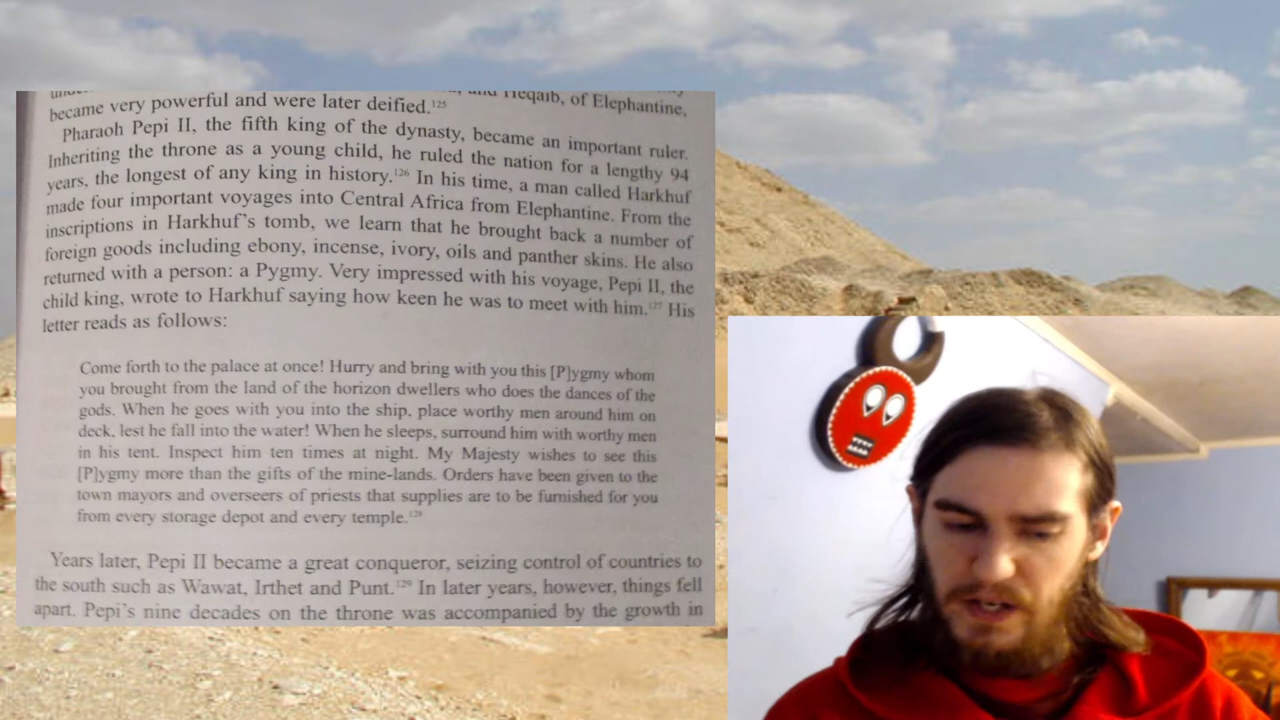 and Heqaib, of Elephantine,
became very powerful and were later deified.¹²⁵
Pharaoh Pepi II, the fifth king of the dynasty, became an important ruler.
Inheriting the throne as a young child, he ruled the nation for a lengthy 94
years, the longest of any king in history.¹²⁶ In his time, a man called Harkhuf
made four important voyages into Central Africa from Elephantine. From the
inscriptions in Harkhuf's tomb, we learn that he brought back a number of
foreign goods including ebony, incense, ivory, oils and panther skins. He also
returned with a person: a Pygmy. Very impressed with his voyage, Pepi II, the
child king, wrote to Harkhuf saying how keen he was to meet with him.¹²⁷ His
letter reads as follows:
Come forth to the palace at once! Hurry and bring with you this [P]ygmy whom
you brought from the land of the horizon dwellers who does the dances of the
gods. When he goes with you into the ship, place worthy men around him on
deck, lest he fall into the water! When he sleeps, surround him with worthy men
in his tent. Inspect him ten times at night. My Majesty wishes to see this
[P]ygmy more than the gifts of the mine-lands. Orders have been given to the
town mayors and overseers of priests that supplies are to be furnished for you
from every storage depot and every temple.¹²⁸
Years later, Pepi II became a great conqueror, seizing control of countries to
the south such as Wawat, Irthet and Punt.¹²⁹ In later years, however, things fell
apart. Pepi's nine decades on the throne was accompanied by the growth in